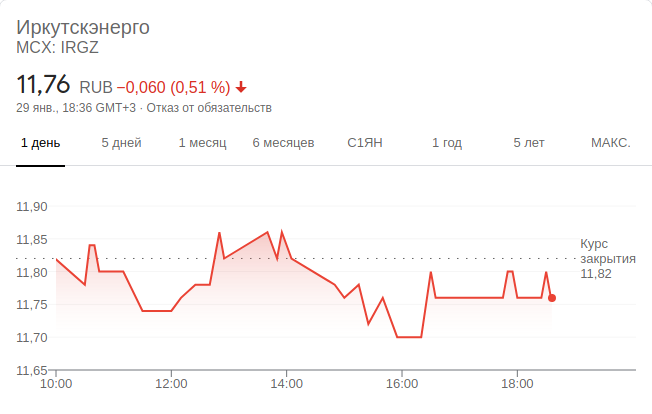 Иркутскэнерго
MCX: IRGZ
11,76 RUB −0,060 (0,51 %)
29 янв., 18:36 GMT+3 · Отказ от обязательств
1 день 5 дней 1 месяц 6 месяцев С1ЯН 1 год 5 лет МАКС.
11,90
11,85
11,80
11,75
11,70
11,65
Курс
закрытия
11,82
10:00 12:00 14:00 16:00 18:00